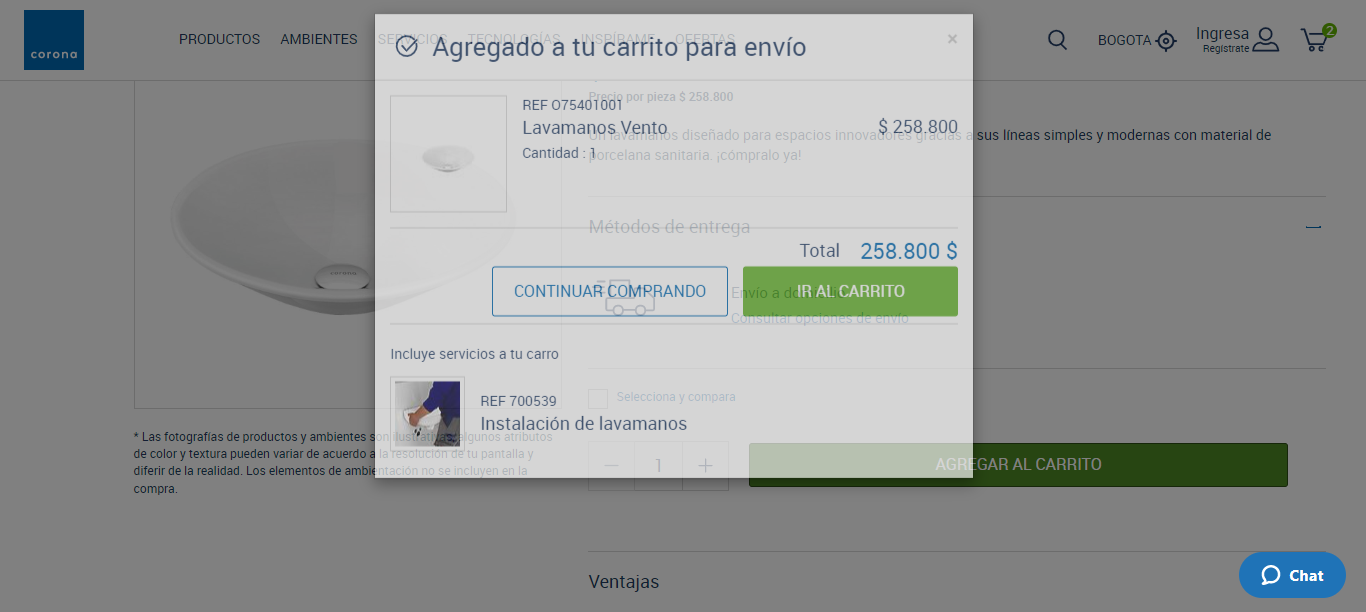 corona
PRODUCTOS AMBIENTES SERVICIOS TECNOLOGÍAS INSPÍRAME OFERTAS
BOGOTA
Ingresa
Regístrate
2
Agregado a tu carrito para envío
×
Precio por pieza $ 258.800
REF O75401001
Lavamanos Vento
$ 258.800
Cantidad : 1
Un lavamanos diseñado para espacios innovadores gracias a sus líneas simples y modernas con material de
porcelana sanitaria. ¡cómpralo ya!
Métodos de entrega
Total 258.800 $
CONTINUAR COMPRANDO
IR AL CARRITO
Envío a domicilio
Consultar opciones de envío
Incluye servicios a tu carro
REF 700539
Instalación de lavamanos
Selecciona y compara
* Las fotografías de productos y ambientes son ilustrativas, algunos atributos
de color y textura pueden variar de acuerdo a la resolución de tu pantalla y
diferir de la realidad. Los elementos de ambientación no se incluyen en la
compra.
1
AGREGAR AL CARRITO
Ventajas
Chat